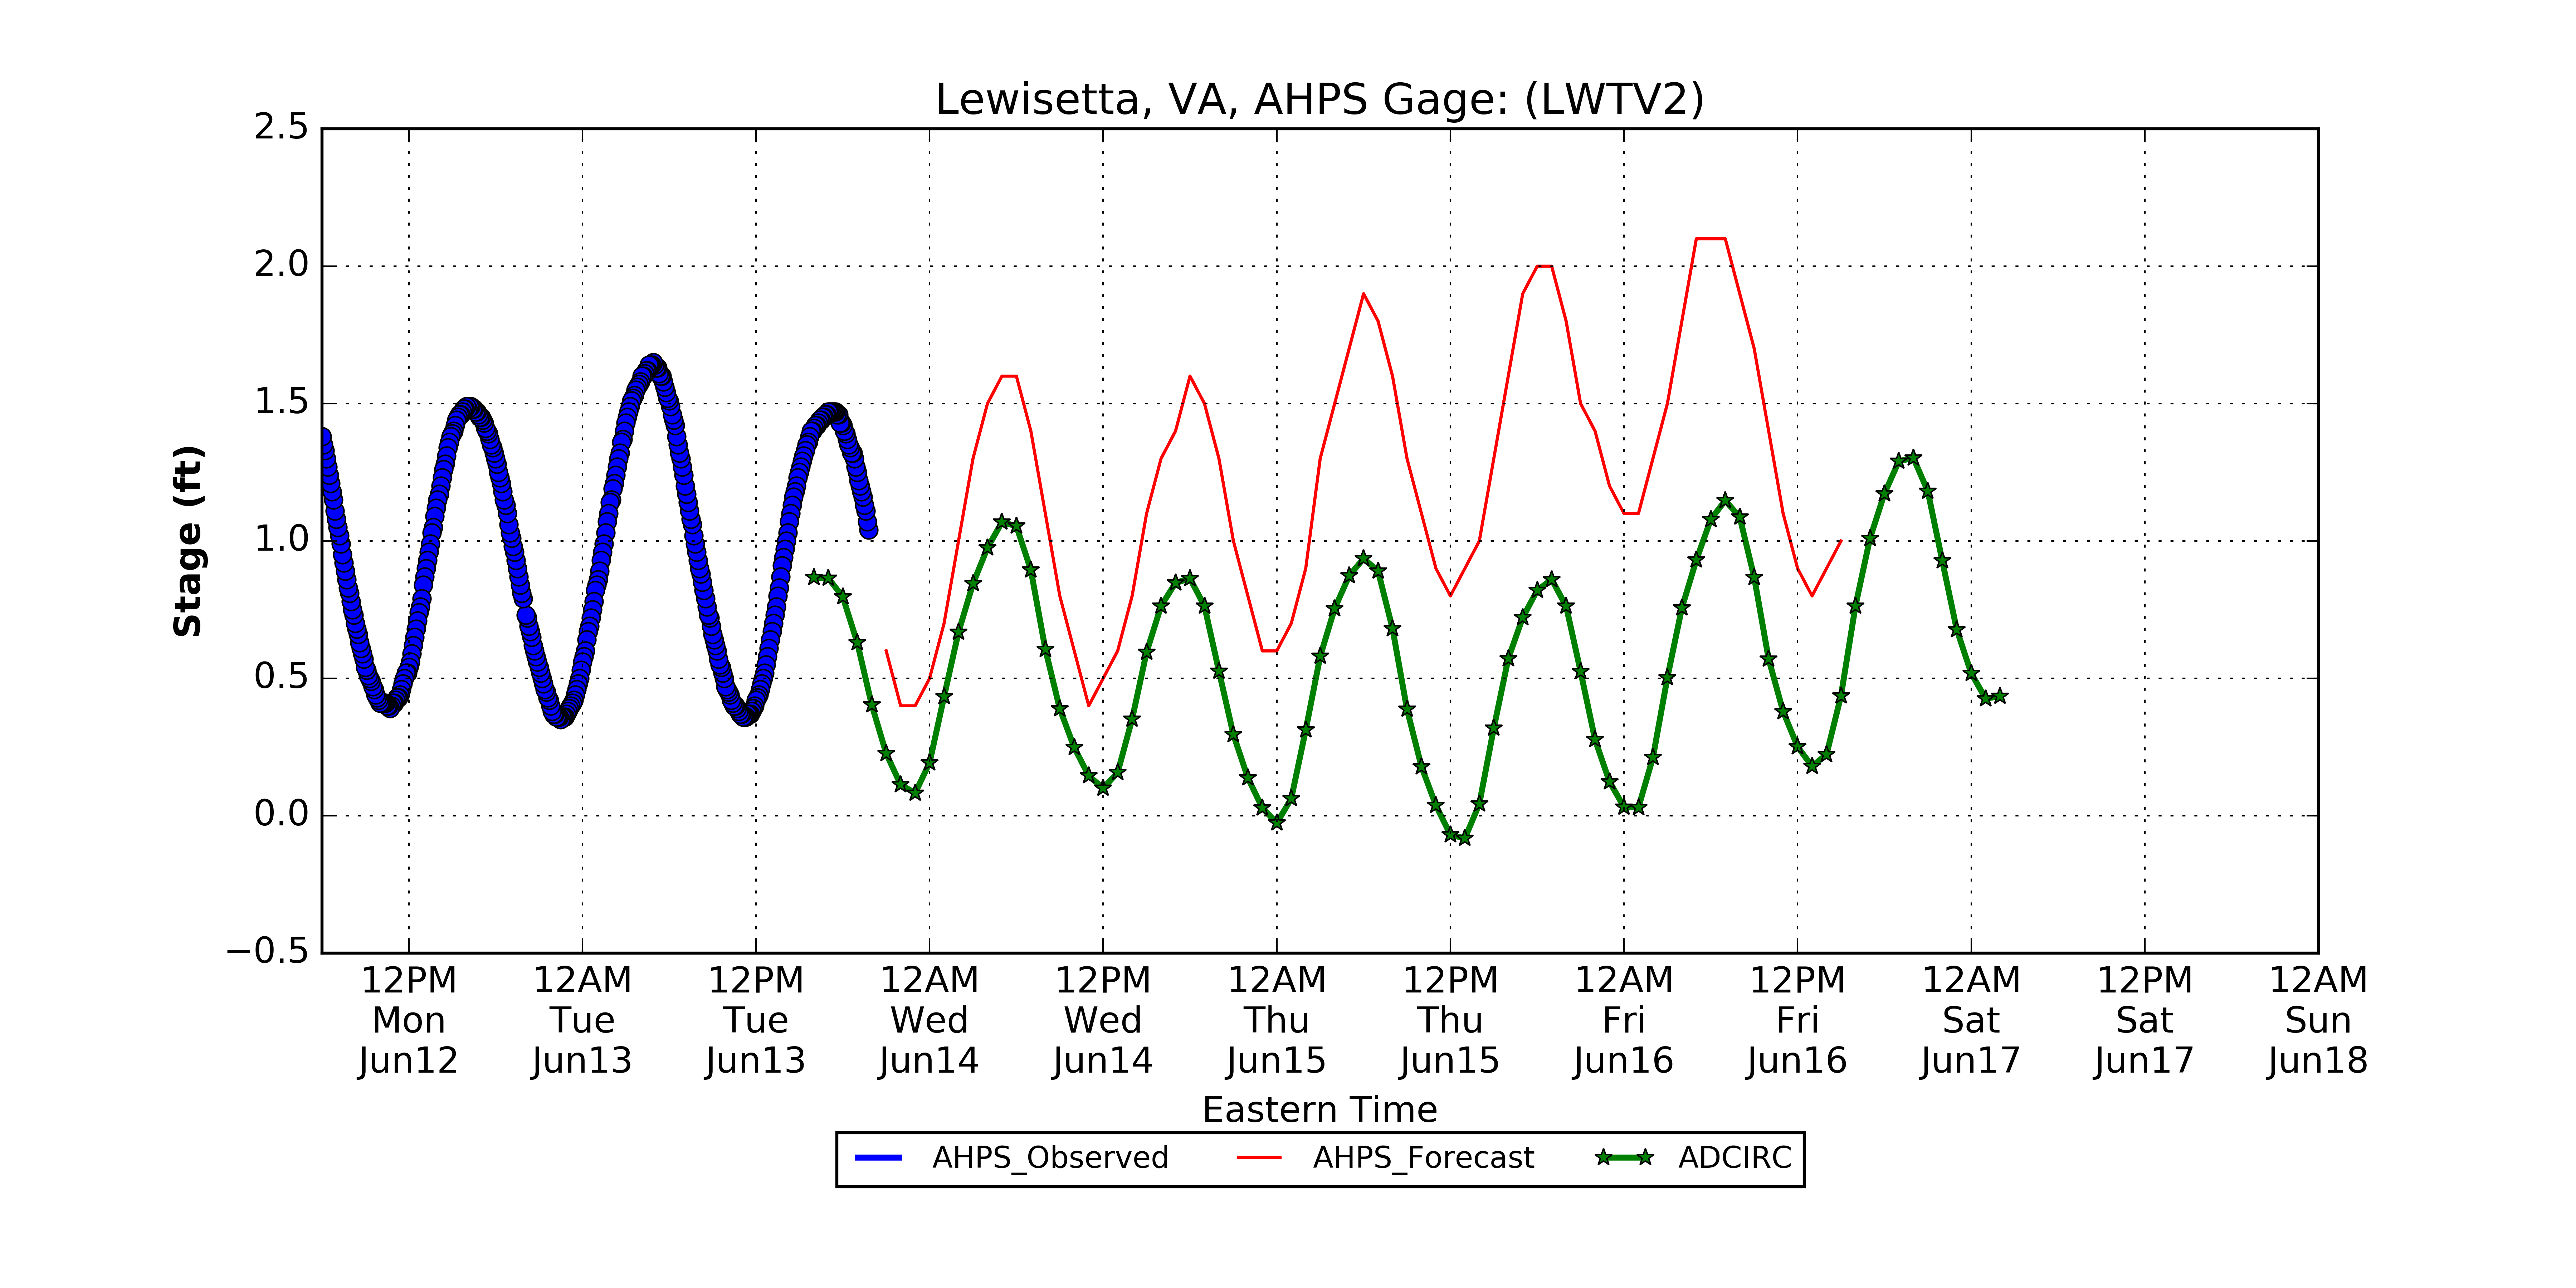 Lewisetta, VA, AHPS Gage: (LWTV2)
2.5
2.0
1.5
1.0
0.5
0.0
−0.5
Stage (ft)
12PM Mon Jun12
12AM Tue Jun13
12PM Tue Jun13
12AM Wed Jun14
12PM Wed Jun14
12AM Thu Jun15
12PM Thu Jun15
12AM Fri Jun16
12PM Fri Jun16
12AM Sat Jun17
12PM Sat Jun17
12AM Sun Jun18
Eastern Time
AHPS_Observed AHPS_Forecast ADCIRC